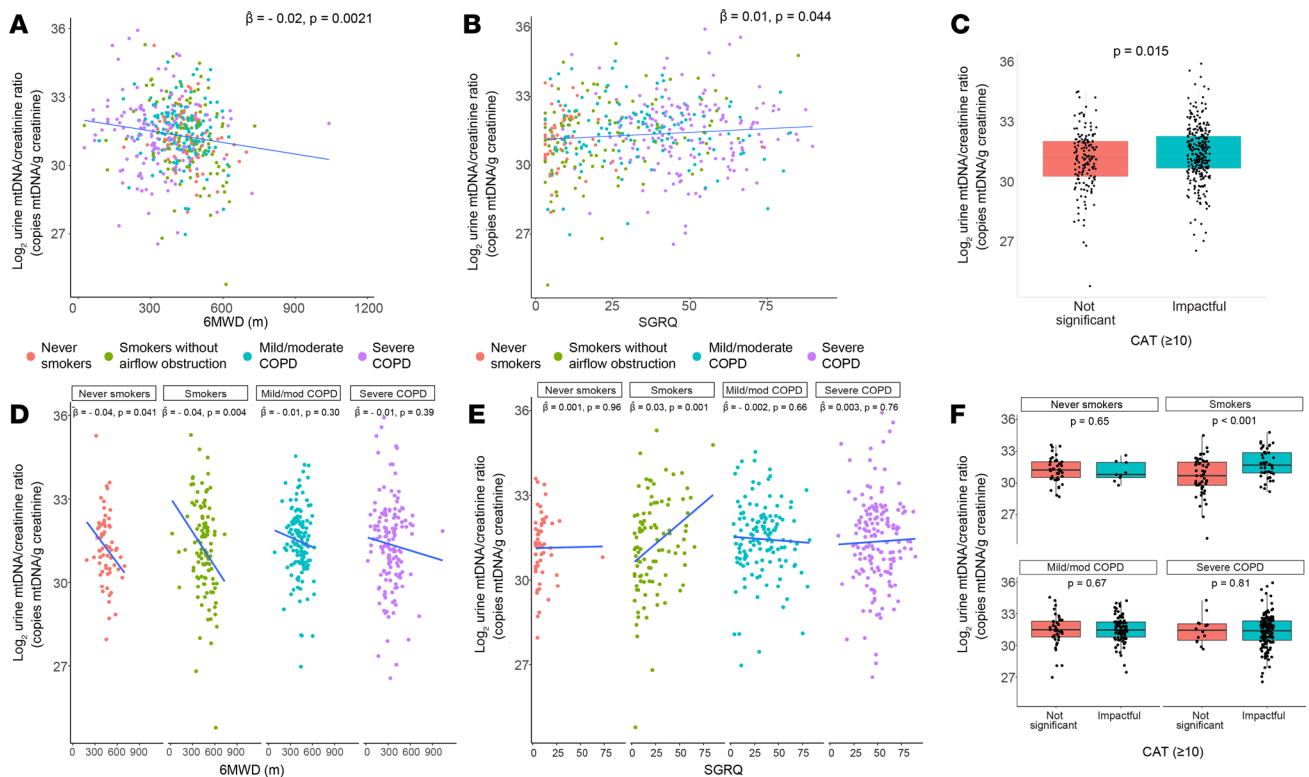 A
β̂ = - 0.02, p = 0.0021
Log₂ urine mtDNA/creatinine ratio
(copies mtDNA/g creatinine)
36
33
30
27
0 300 600 900 1200
6MWD (m)
B
β̂ = 0.01, p = 0.044
Log₂ urine mtDNA/creatinine ratio
(copies mtDNA/g creatinine)
36
33
30
27
0 25 50 75
SGRQ
C
p = 0.015
Log₂ urine mtDNA/creatinine ratio
(copies mtDNA/g creatinine)
36
33
30
27
Not
significant
Impactful
CAT (≥10)
Never
smokers
Smokers without
airflow obstruction
Mild/moderate
COPD
Severe
COPD
Never
smokers
Smokers without
airflow obstruction
Mild/moderate
COPD
Severe
COPD
D
Never smokers Smokers Mild/mod COPD Severe COPD
β̂ = - 0.04, p = 0.041 β̂ = - 0.04, p = 0.004 β̂ = - 0.01, p = 0.30 β̂ = - 0.01, p = 0.39
Log₂ urine mtDNA/creatinine ratio
(copies mtDNA/g creatinine)
36
33
30
27
0 300 600 900 0 300 600 900 0 300 600 900 0 300 600 900
6MWD (m)
E
Never smokers Smokers Mild/mod COPD Severe COPD
β̂ = 0.001, p = 0.96 β̂ = 0.03, p = 0.001 β̂ = - 0.002, p = 0.66 β̂ = 0.003, p = 0.76
Log₂ urine mtDNA/creatinine ratio
(copies mtDNA/g creatinine)
36
33
30
27
0 25 50 75 0 25 50 75 0 25 50 75 0 25 50 75
SGRQ
F
Never smokers Smokers
p = 0.65 p < 0.001
36
33
31
30
27
Mild/mod COPD Severe COPD
p = 0.67 p = 0.81
36
33
31
30
27
Log₂ urine mtDNA/creatinine ratio
(copies mtDNA/g creatinine)
Not
significant
Impactful
Not
significant
Impactful
CAT (≥10)